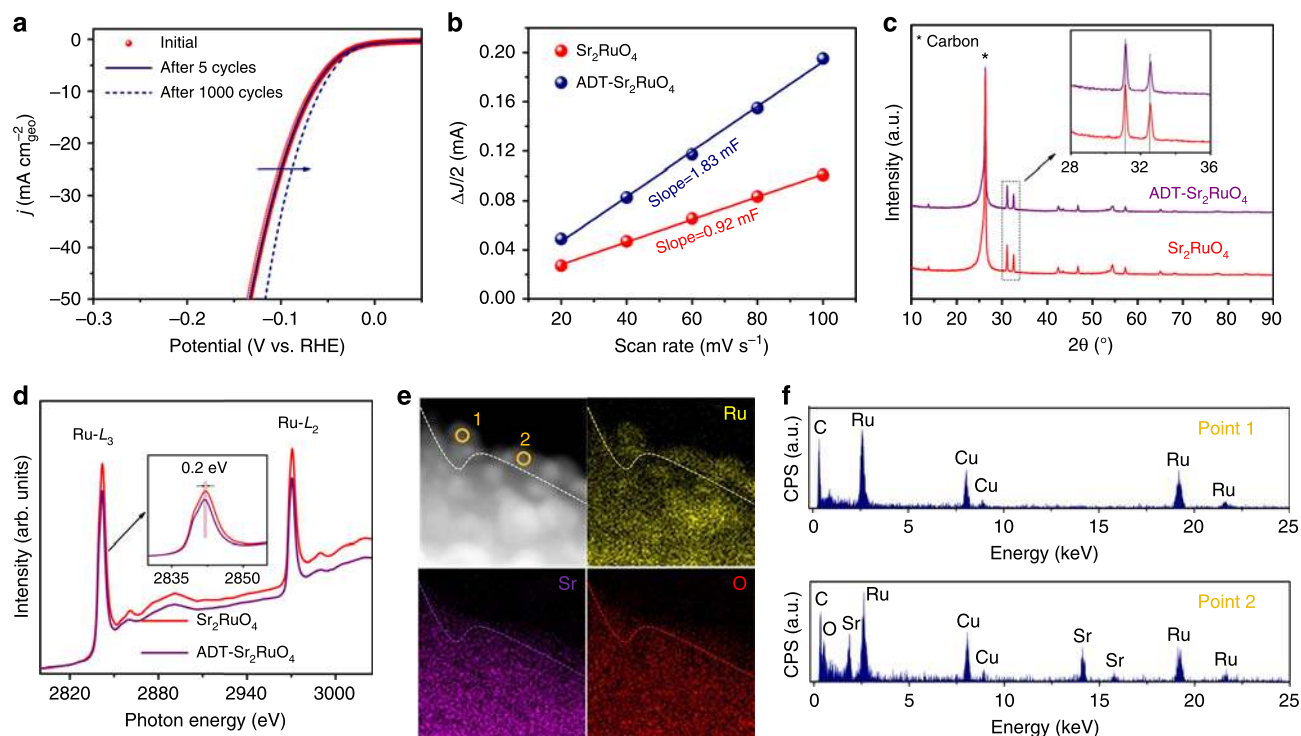 a
0
–10
–20
–30
–40
–50
j (mA cm⁻²geo)
Initial
After 5 cycles
After 1000 cycles
–0.3
–0.2
–0.1
0.0
Potential (V vs. RHE)
b
0.20
0.16
0.12
0.08
0.04
0.00
ΔJ/2 (mA)
Sr₂RuO₄
ADT-Sr₂RuO₄
Slope=1.83 mF
Slope=0.92 mF
20
40
60
80
100
Scan rate (mV s⁻¹)
c
* Carbon
*
Intensity (a.u.)
28
32
36
ADT-Sr₂RuO₄
Sr₂RuO₄
10
20
30
40
50
60
70
80
90
2θ (°)
d
Ru-L₃
Ru-L₂
0.2 eV
2835
2850
Intensity (arb. units)
Sr₂RuO₄
ADT-Sr₂RuO₄
2820
2880
2940
3000
Photon energy (eV)
e
1
2
Ru
Sr
O
f
CPS (a.u.)
C
Ru
Cu
Cu
Ru
Ru
Point 1
0
5
10
15
20
25
Energy (keV)
CPS (a.u.)
C
O
Sr
Ru
Cu
Cu
Sr
Sr
Ru
Ru
Point 2
0
5
10
15
20
25
Energy (keV)